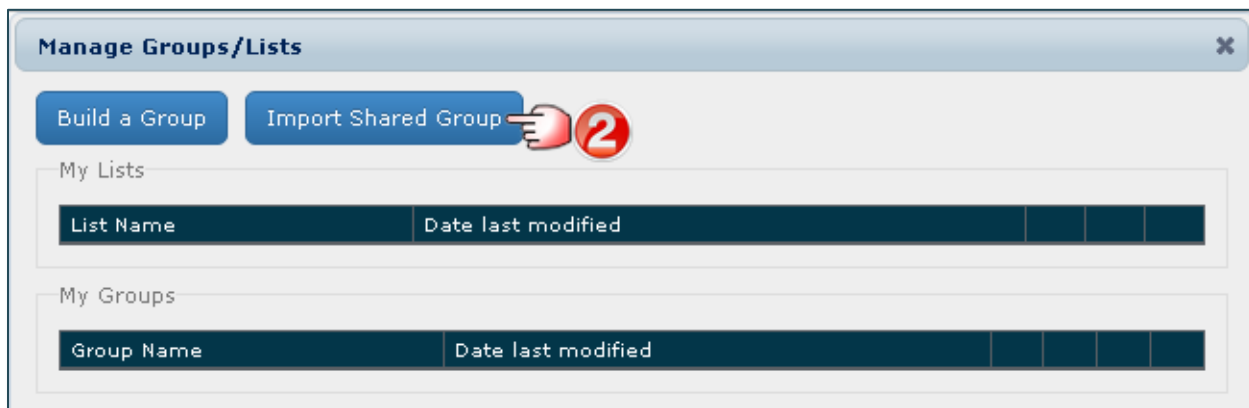 Manage Groups/Lists
Build a Group Import Shared Group 2
My Lists
List Name Date last modified
My Groups
Group Name Date last modified